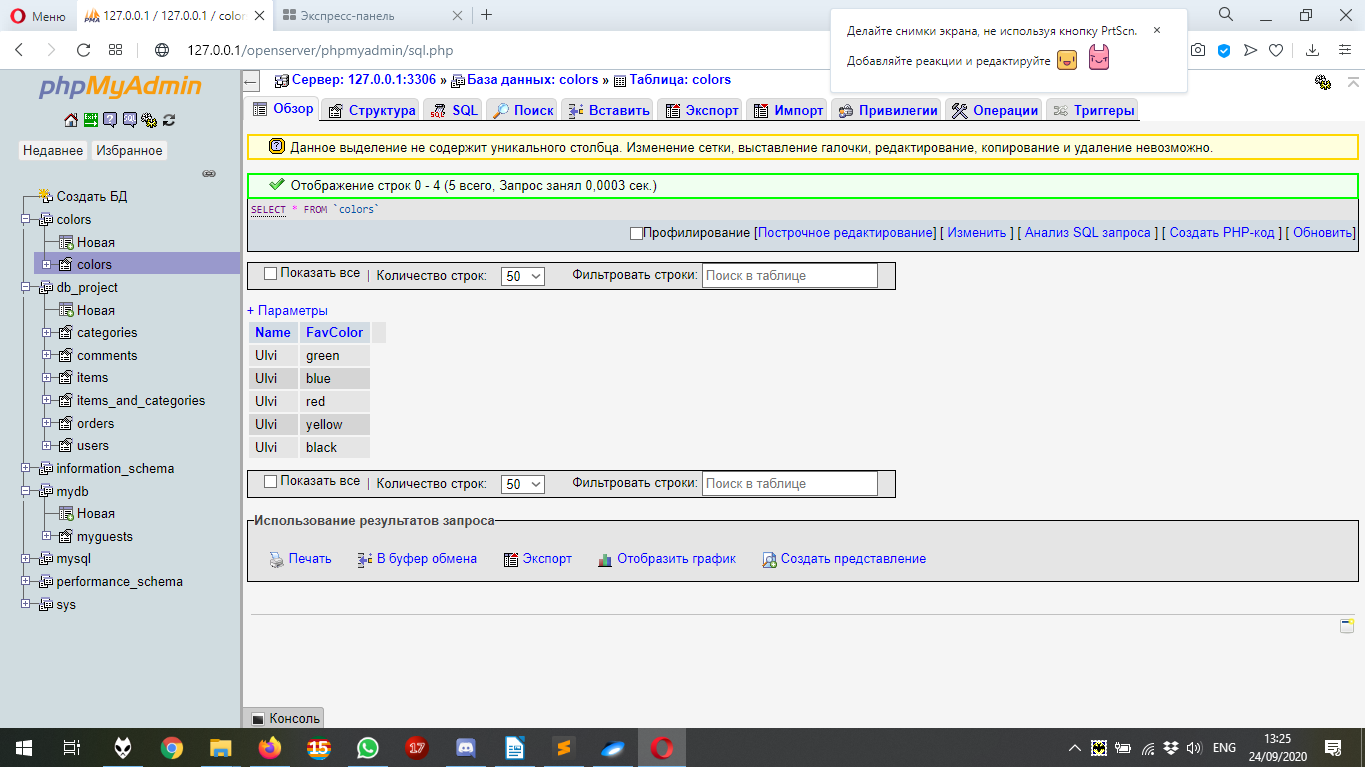 Меню
127.0.0.1 / 127.0.0.1 / color
Экспресс-панель
127.0.0.1/openserver/phpmyadmin/sql.php
Делайте снимки экрана, не используя кнопку PrtScn.
Добавляйте реакции и редактируйте
phpMyAdmin
Недавнее Избранное
Создать БД
colors
Новая
colors
db_project
Новая
categories
comments
items
items_and_categories
orders
users
information_schema
mydb
Новая
myguests
mysql
performance_schema
sys
Сервер: 127.0.0.1:3306 » База данных: colors » Таблица: colors
Обзор Структура SQL Поиск Вставить Экспорт Импорт Привилегии Операции Триггеры
Данное выделение не содержит уникального столбца. Изменение сетки, выставление галочки, редактирование, копирование и удаление невозможно.
Отображение строк 0 - 4 (5 всего, Запрос занял 0,0003 сек.)
SELECT * FROM `colors`
Профилирование [Построчное редактирование] [ Изменить ] [ Анализ SQL запроса ] [ Создать PHP-код ] [ Обновить]
Показать все | Количество строк: 50 Фильтровать строки: Поиск в таблице
+ Параметры
Name FavColor
Ulvi green
Ulvi blue
Ulvi red
Ulvi yellow
Ulvi black
Показать все | Количество строк: 50 Фильтровать строки: Поиск в таблице
Использование результатов запроса
Печать В буфер обмена Экспорт Отобразить график Создать представление
Консоль
15
17
ENG
13:25
24/09/2020